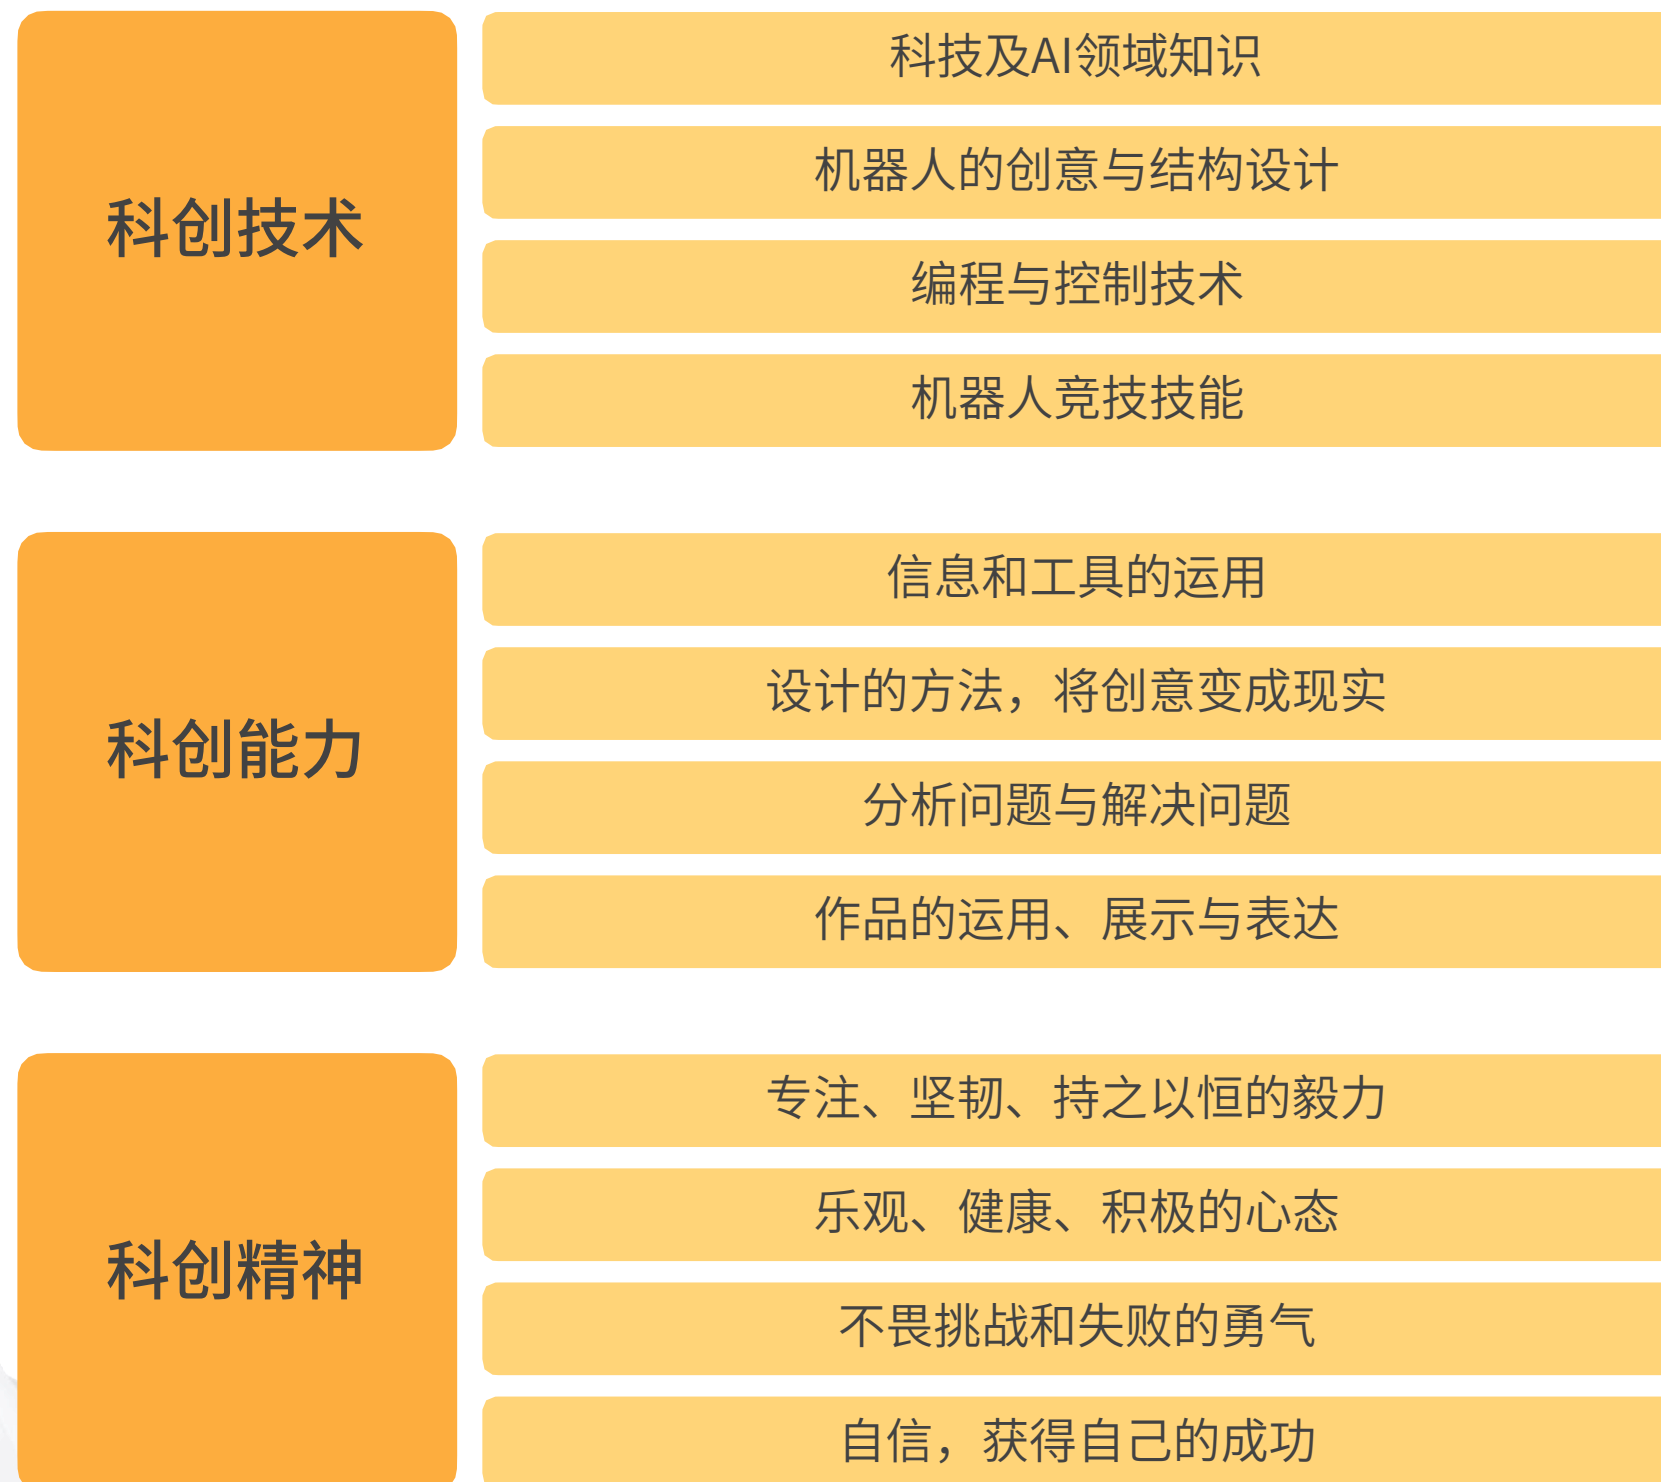 科创技术
科技及AI领域知识
机器人的创意与结构设计
编程与控制技术
机器人竞技技能
科创能力
信息和工具的运用
设计的方法，将创意变成现实
分析问题与解决问题
作品的运用、展示与表达
科创精神
专注、坚韧、持之以恒的毅力
乐观、健康、积极的心态
不畏挑战和失败的勇气
自信，获得自己的成功